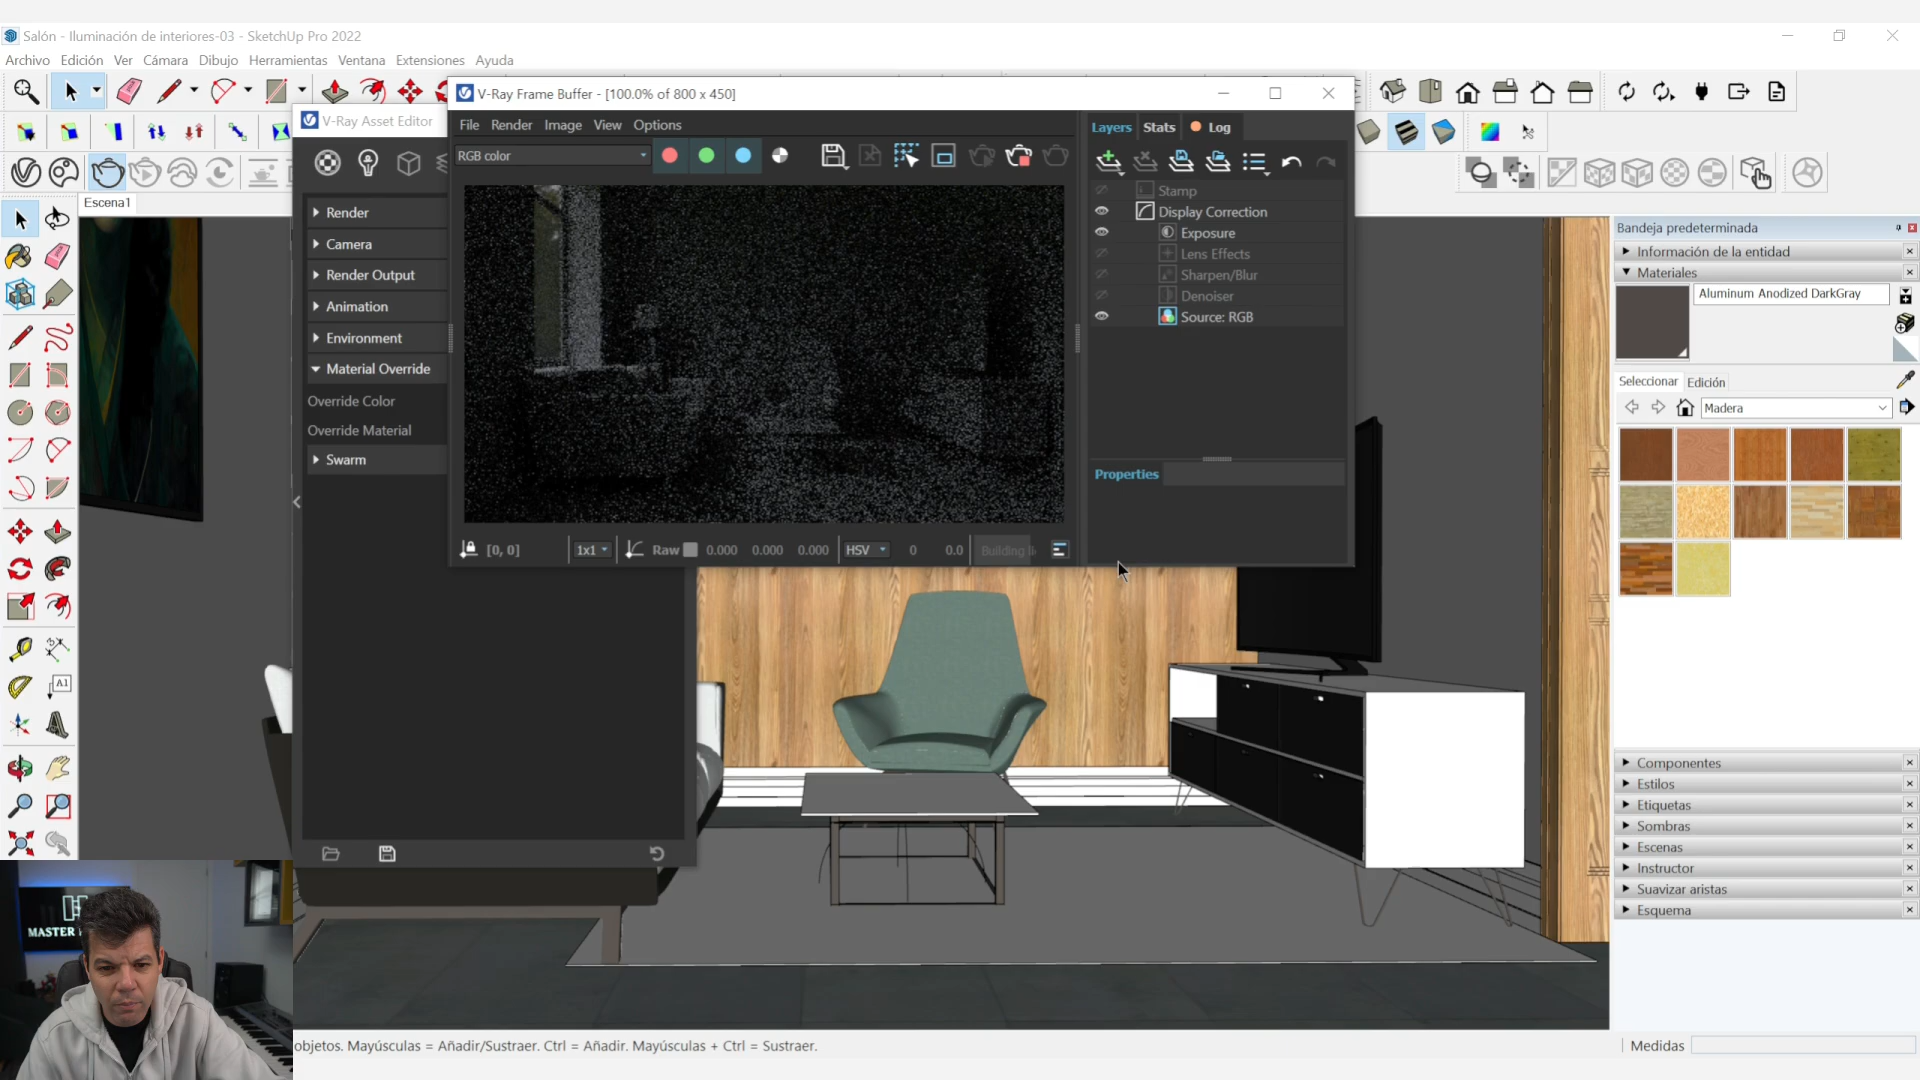 Salón - Iluminación de interiores-03 - SketchUp Pro 2022
Archivo Edición Ver Cámara Dibujo Herramientas Ventana Extensiones Ayuda
V-Ray Frame Buffer - [100.0% of 800 x 450]
V-Ray Asset Editor
File Render Image View Options
Layers Stats Log
RGB color
Escena1
Stamp
Display Correction
Exposure
Lens Effects
Sharpen/Blur
Denoiser
Source: RGB
Properties
Render
Camera
Render Output
Animation
Environment
Material Override
Override Color
Override Material
Swarm
[0, 0] 1x1 Raw 0.000 0.000 0.000 HSV 0 0.0 Building li
Bandeja predeterminada
Información de la entidad
Materiales
Aluminum Anodized DarkGray
Seleccionar Edición
Madera
Componentes
Estilos
Etiquetas
Sombras
Escenas
Instructor
Suavizar aristas
Esquema
A1
MASTER
objetos. Mayúsculas = Añadir/Sustraer. Ctrl = Añadir. Mayúsculas + Ctrl = Sustraer.
Medidas